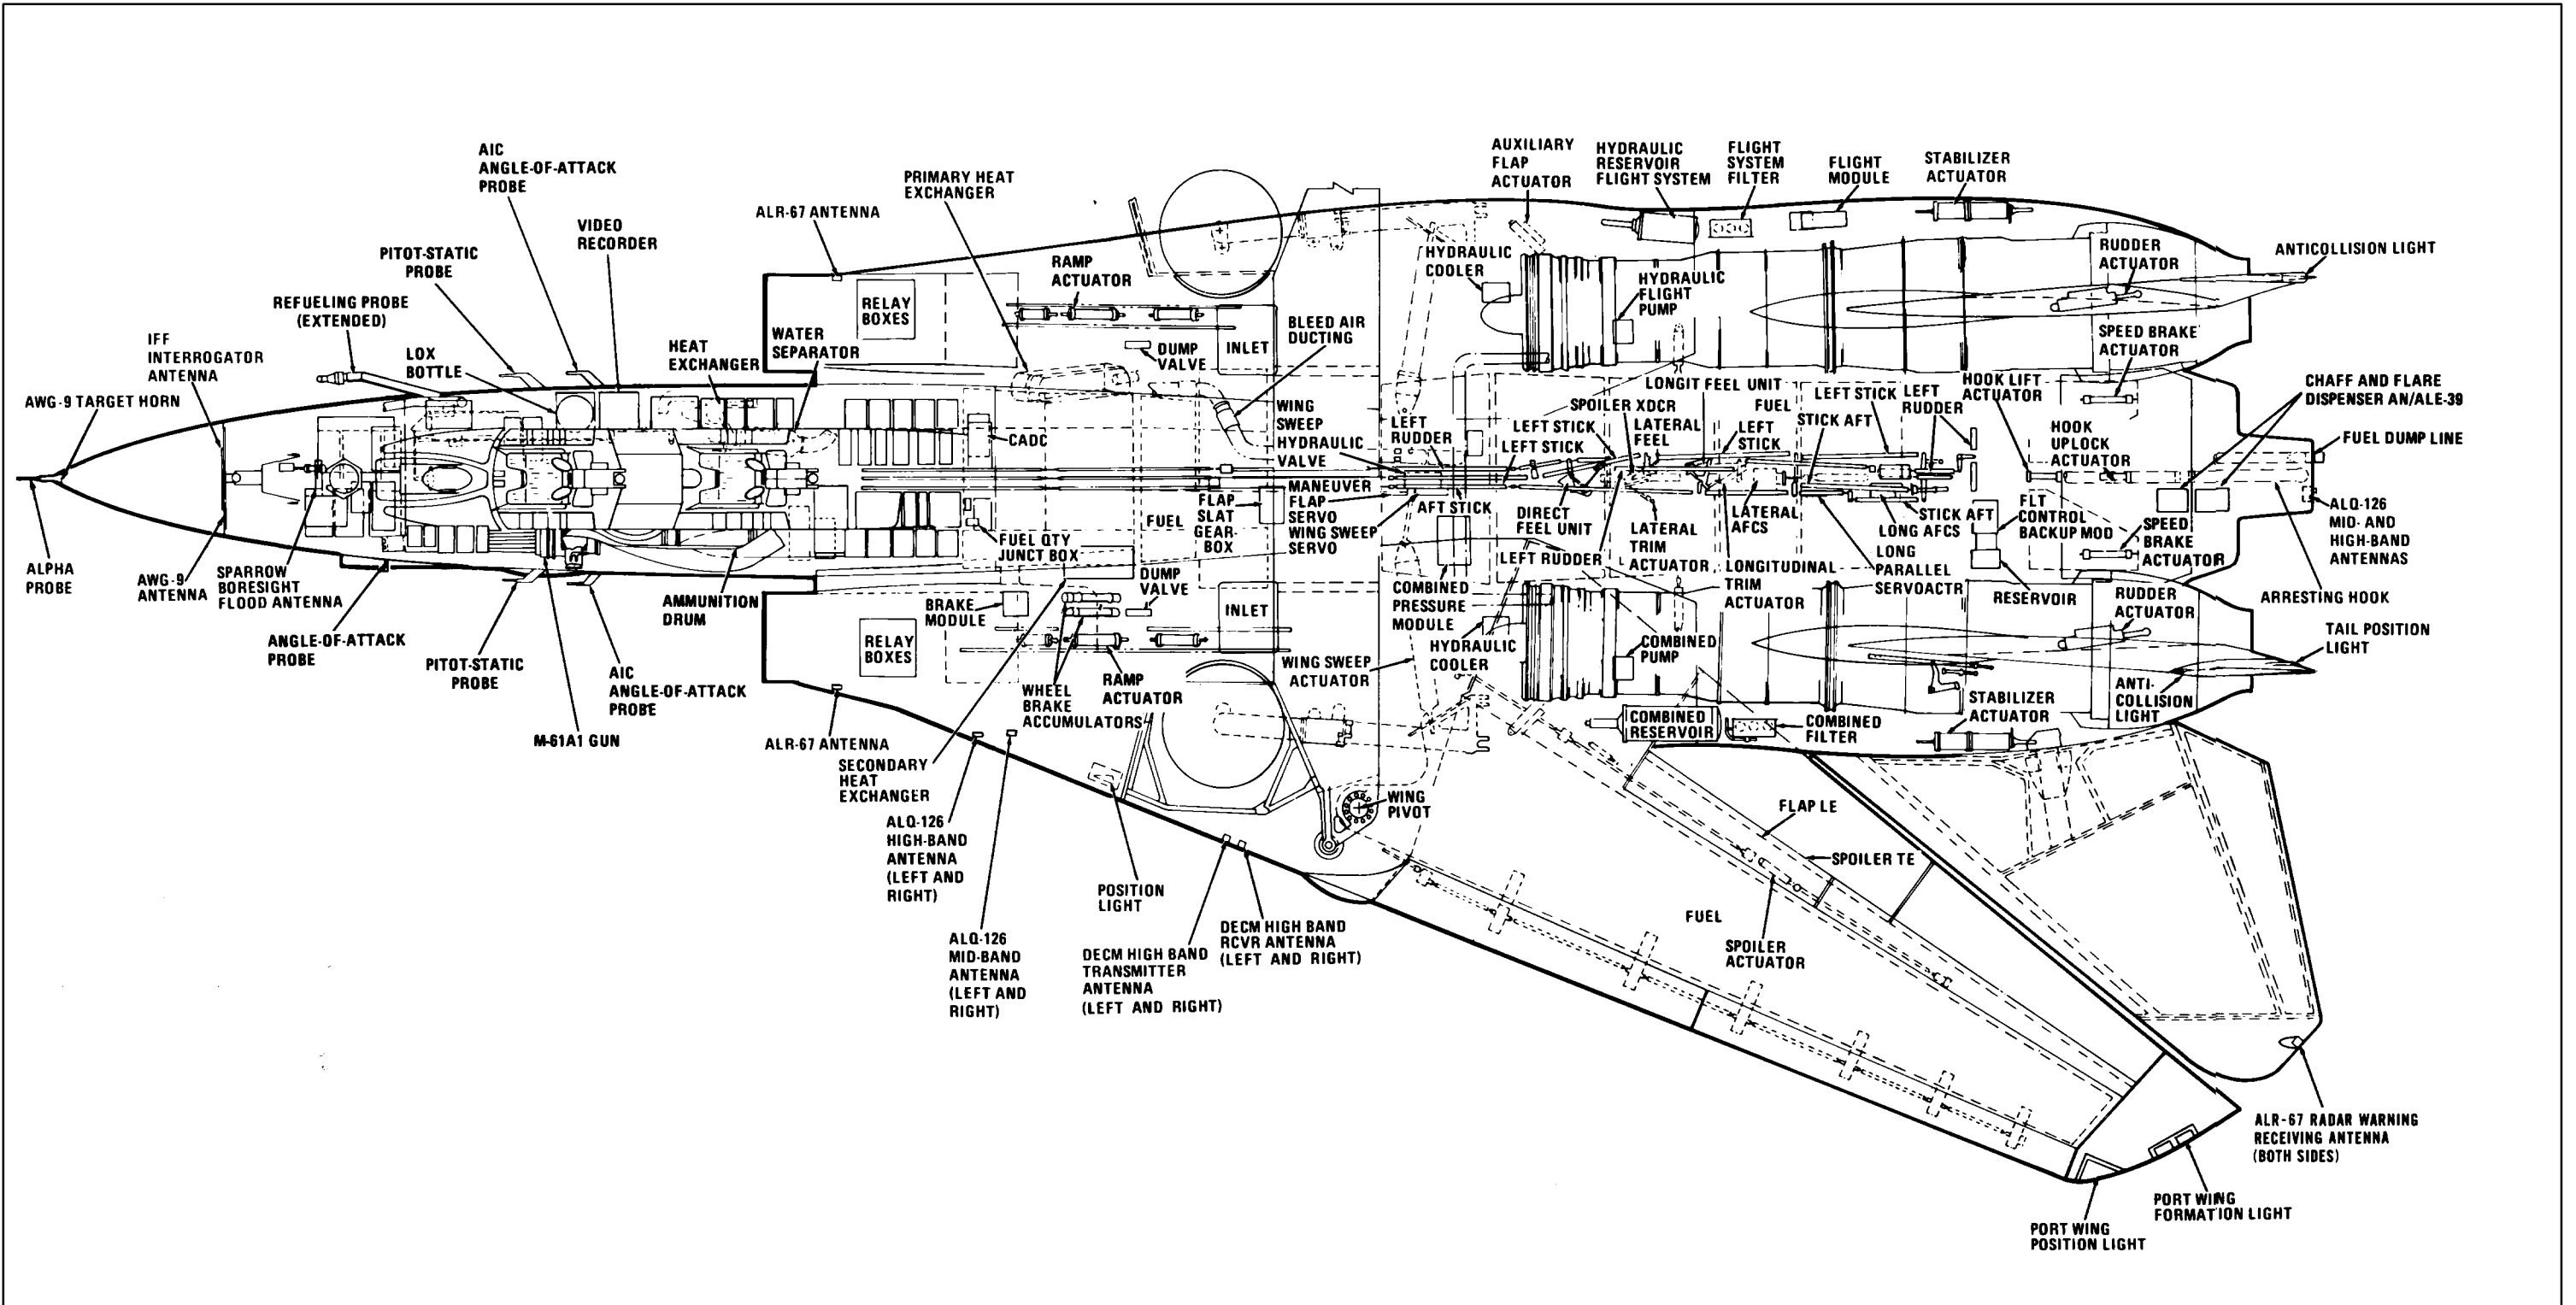 AIC
ANGLE-OF-ATTACK
PROBE
VIDEO
RECORDER
PITOT-STATIC
PROBE
REFUELING PROBE
(EXTENDED)
IFF
INTERROGATOR
ANTENNA
LOX
BOTTLE
AWG-9 TARGET HORN
HEAT
EXCHANGER
WATER
SEPARATOR
ALR-67 ANTENNA
PRIMARY HEAT
EXCHANGER
RELAY
BOXES
RAMP
ACTUATOR
DUMP
VALVE
INLET
BLEED AIR
DUCTING
CADC
WING
SWEEP
HYDRAULIC
VALVE
MANEUVER
FLAP
SERVO
WING SWEEP
SERVO
FLAP
SLAT
GEAR-
BOX
FUEL
FUEL QTY
JUNCT BOX
AUXILIARY
FLAP
ACTUATOR
HYDRAULIC
RESERVOIR
FLIGHT SYSTEM
FLIGHT
SYSTEM
FILTER
FLIGHT
MODULE
STABILIZER
ACTUATOR
HYDRAULIC
COOLER
HYDRAULIC
FLIGHT
PUMP
RUDDER
ACTUATOR
ANTICOLLISION LIGHT
SPEED BRAKE
ACTUATOR
CHAFF AND FLARE
DISPENSER AN/ALE-39
FUEL DUMP LINE
HOOK LIFT
ACTUATOR
HOOK
UPLOCK
ACTUATOR
LEFT
RUDDER
LEFT STICK
LEFT STICK
LONGIT FEEL UNIT
SPOILER XDCR
LATERAL
FEEL
FUEL
LEFT
STICK
LEFT STICK
STICK AFT
LEFT
RUDDER
AFT STICK
DIRECT
FEEL UNIT
LATERAL
TRIM
ACTUATOR
LATERAL
AFCS
LONGITUDINAL
TRIM
ACTUATOR
LONG AFCS
STICK AFT
LONG
PARALLEL
SERVOACTR
FLT
CONTROL
BACKUP MOD
SPEED
BRAKE
ACTUATOR
ALQ-126
MID- AND
HIGH-BAND
ANTENNAS
LEFT RUDDER
COMBINED
PRESSURE
MODULE
HYDRAULIC
COOLER
COMBINED
PUMP
RESERVOIR
RUDDER
ACTUATOR
ARRESTING HOOK
TAIL POSITION
LIGHT
ANTI-
COLLISION
LIGHT
STABILIZER
ACTUATOR
COMBINED
RESERVOIR
COMBINED
FILTER
WING SWEEP
ACTUATOR
ALPHA
PROBE
AWG-9
ANTENNA
SPARROW
BORESIGHT
FLOOD ANTENNA
ANGLE-OF-ATTACK
PROBE
PITOT-STATIC
PROBE
M-61A1 GUN
AIC
ANGLE-OF-ATTACK
PROBE
AMMUNITION
DRUM
BRAKE
MODULE
DUMP
VALVE
INLET
RELAY
BOXES
WHEEL
BRAKE
ACCUMULATORS
RAMP
ACTUATOR
ALR-67 ANTENNA
SECONDARY
HEAT
EXCHANGER
ALQ-126
HIGH-BAND
ANTENNA
(LEFT AND
RIGHT)
ALQ-126
MID-BAND
ANTENNA
(LEFT AND
RIGHT)
POSITION
LIGHT
DECM HIGH BAND
TRANSMITTER
ANTENNA
(LEFT AND RIGHT)
DECM HIGH BAND
RCVR ANTENNA
(LEFT AND RIGHT)
WING
PIVOT
FLAP LE
SPOILER TE
FUEL
SPOILER
ACTUATOR
ALR-67 RADAR WARNING
RECEIVING ANTENNA
(BOTH SIDES)
PORT WING
FORMATION LIGHT
PORT WING
POSITION LIGHT